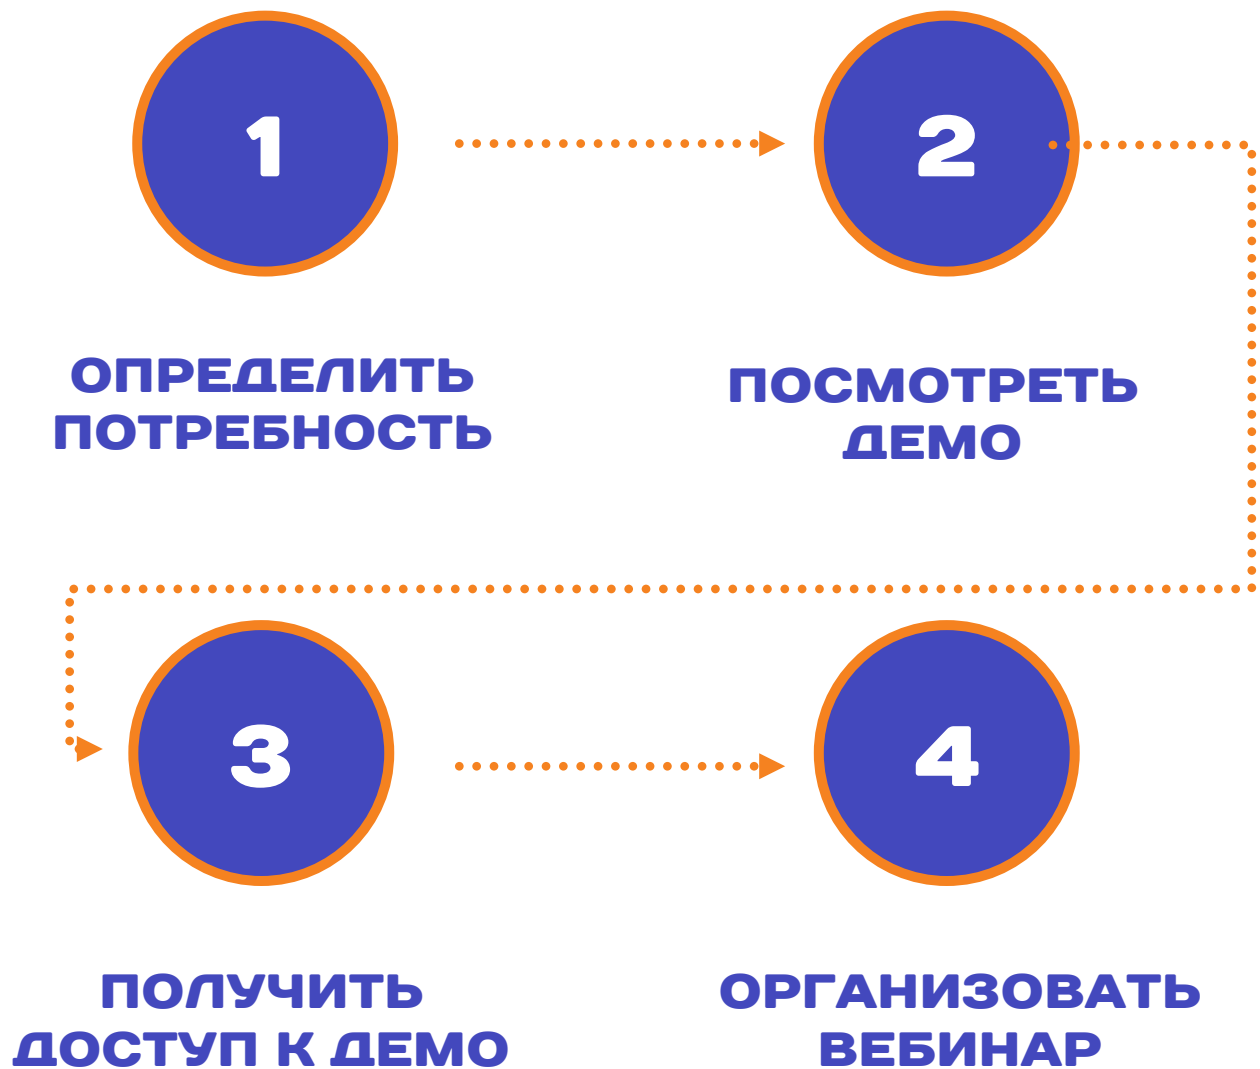 1
2
ОПРЕДЕЛИТЬ
ПОТРЕБНОСТЬ
ПОСМОТРЕТЬ
ДЕМО
3
4
ПОЛУЧИТЬ
ДОСТУП К ДЕМО
ОРГАНИЗОВАТЬ
ВЕБИНАР